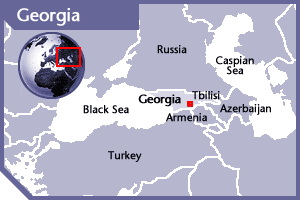 Georgia
Russia
Caspian
Sea
Black Sea
Georgia
Tbilisi
Azerbaijan
Armenia
Turkey